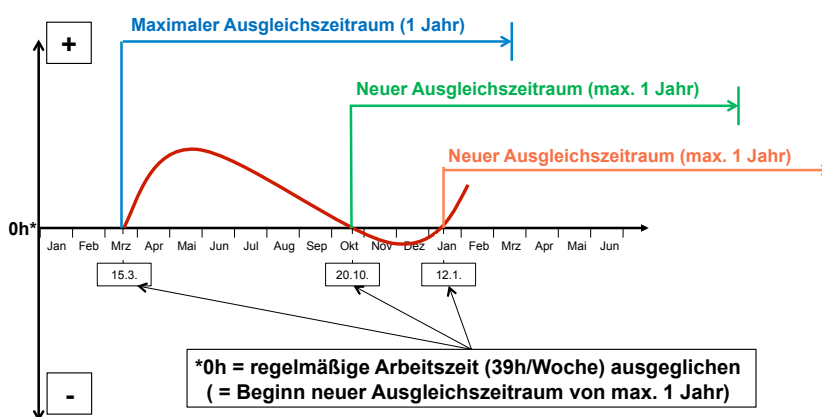 Maximaler Ausgleichszeitraum (1 Jahr)
+
Neuer Ausgleichszeitraum (max. 1 Jahr)
Neuer Ausgleichszeitraum (max. 1 Jahr)
0h*
Jan Feb Mrz Apr Mai Jun Jul Aug Sep Okt Nov Dez Jan Feb Mrz Apr Mai Jun
15.3. 20.10. 12.1.
*0h = regelmäßige Arbeitszeit (39h/Woche) ausgeglichen
( = Beginn neuer Ausgleichszeitraum von max. 1 Jahr)
-